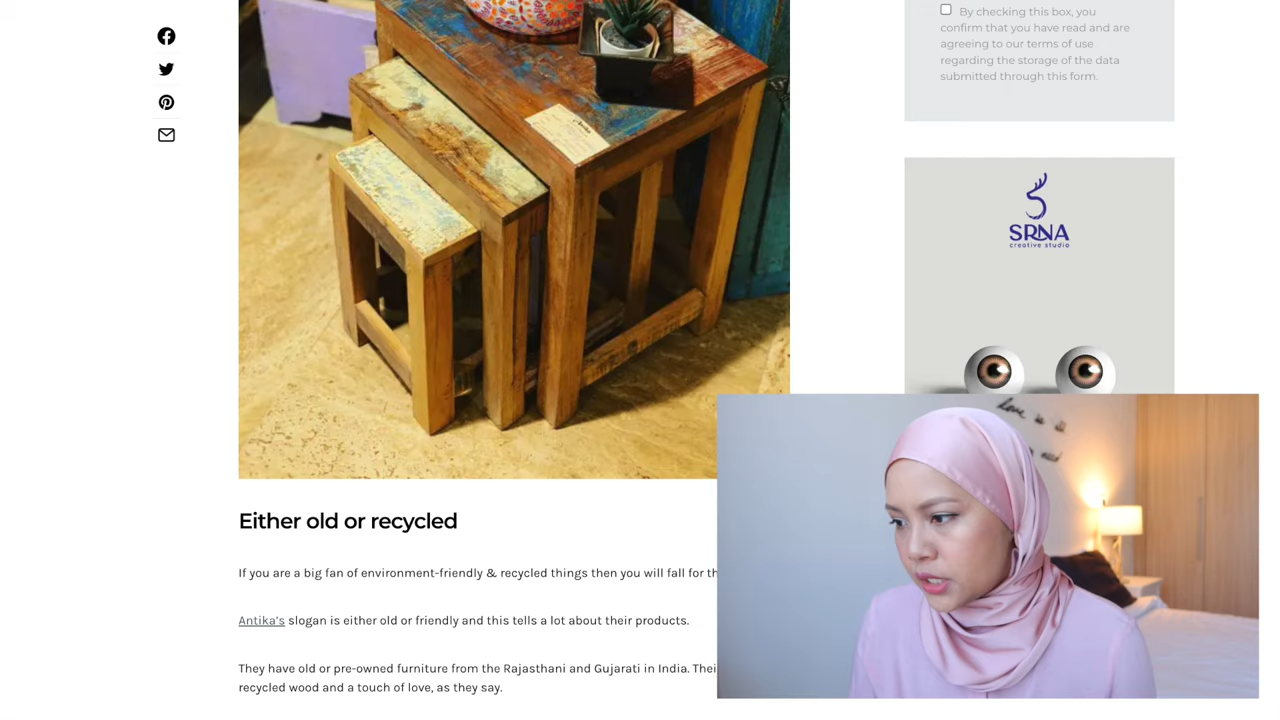 By checking this box, you
confirm that you have read and are
agreeing to our terms of use
regarding the storage of the data
submitted through this form.
SRNA
creative studio
love is a
Either old or recycled
If you are a big fan of environment-friendly & recycled things then you will fall for
Antika's slogan is either old or friendly and this tells a lot about their products.
They have old or pre-owned furniture from the Rajasthani and Gujarati in India.
recycled wood and a touch of love, as they say.